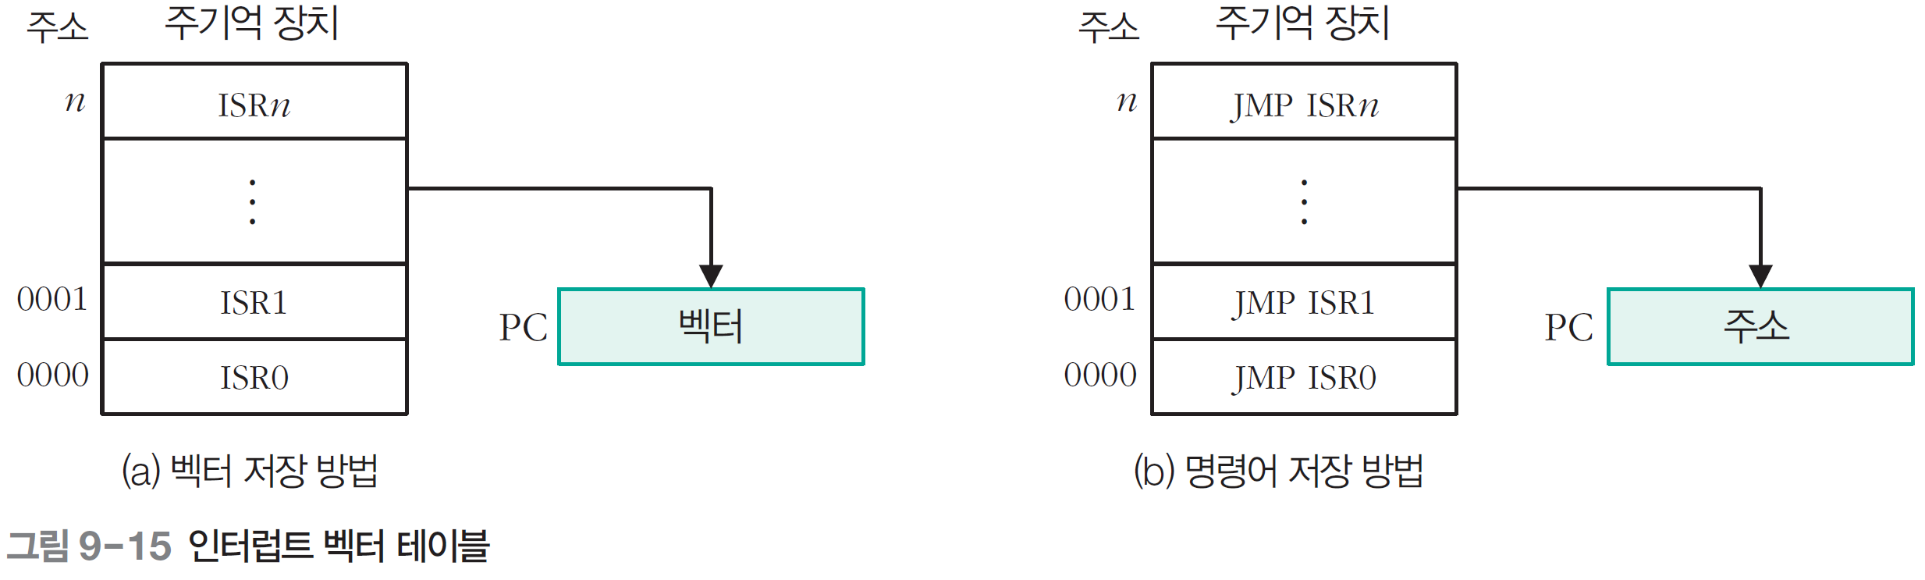 주소 주기억 장치
n ISRn
⋮
0001 ISR1
0000 ISR0
PC 벡터
(a) 벡터 저장 방법
주소 주기억 장치
n JMP ISRn
⋮
0001 JMP ISR1
0000 JMP ISR0
PC 주소
(b) 명령어 저장 방법
그림 9-15 인터럽트 벡터 테이블